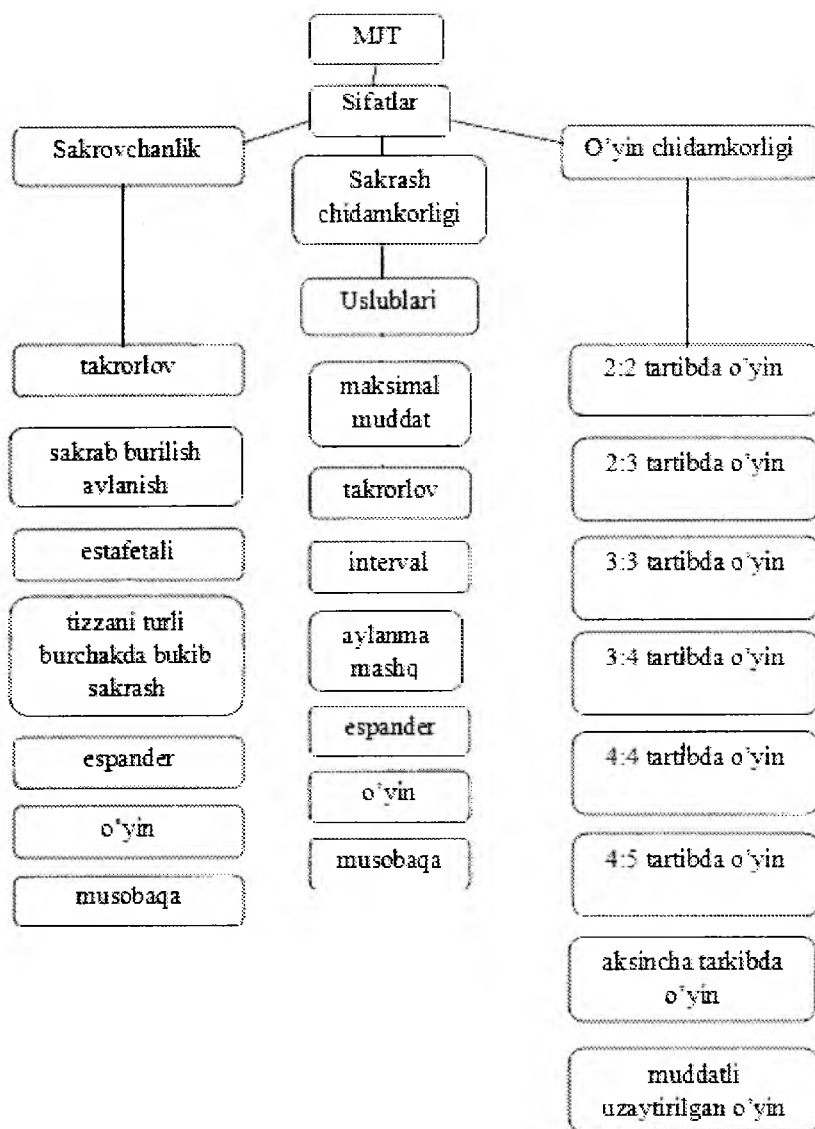 MJT
Sifatlar
Sakrovchanlik
takrorlov
sakrab burilish
aylanish
estafetali
tizzani turli
burchakda bukib
sakrash
espander
o'yin
musobaqa
Sakrash
chidamkorligi
Uslublari
maksimal
muddat
takrorlov
interval
aylanma
mashq
espander
o'yin
musobaqa
O'yin chidamkorligi
2:2 tartibda o'yin
2:3 tartibda o'yin
3:3 tartibda o'yin
3:4 tartibda o'yin
4:4 tartibda o'yin
4:5 tartibda o'yin
aksincha tarkibda
o'yin
muddatli
uzaytirilgan o'yin